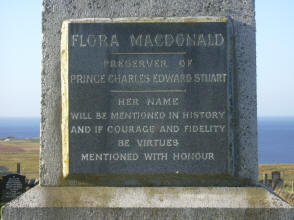 FLORA MACDONALD
PRESERVER OF
PRINCE CHARLES EDWARD STUART
HER NAME
WILL BE MENTIONED IN HISTORY
AND IF COURAGE AND FIDELITY
BE VIRTUES
MENTIONED WITH HONOUR